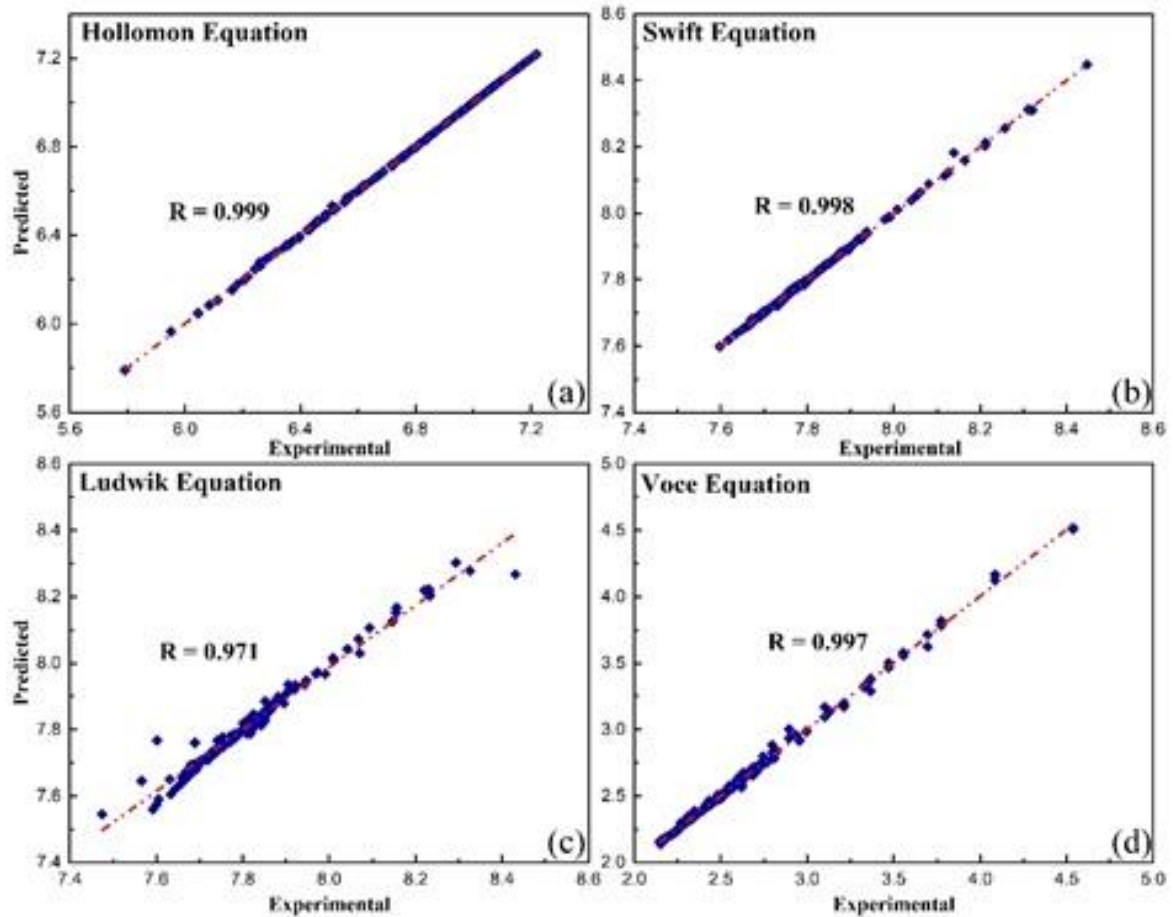 Hollomon Equation
7.2
6.8
6.4
6.0
5.6
Predicted
R = 0.999
(a)
5.6 6.0 6.4 6.8 7.2
Experimental
Swift Equation
8.4
8.2
8.0
7.8
7.6
7.4
R = 0.998
(b)
7.4 7.6 7.8 8.0 8.2 8.4 8.6
Experimental
Ludwik Equation
8.6
8.4
8.2
8.0
7.8
7.6
7.4
Predicted
R = 0.971
(c)
7.4 7.6 7.8 8.0 8.2 8.4 8.6
Experimental
Voce Equation
5.0
4.5
4.0
3.5
3.0
2.5
2.0
R = 0.997
(d)
2.0 2.5 3.0 3.5 4.0 4.5 5.0
Experimental